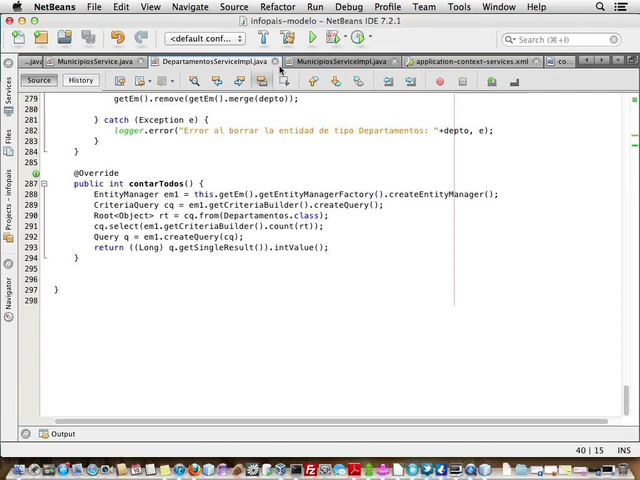 NetBeans File Edit View Navigate Source Refactor Run Debug Profile Team Tools Window Help
infopais-modelo - NetBeans IDE 7.2.1
<default conf... Search (⌘+I)
...java MunicipiosService.java DepartamentosServiceImpl.java MunicipiosServiceImpl.java application-context-services.xml co...
Source History
Services
Files
Projects - infopais
Navigator
279 getEm().remove(getEm().merge(depto));
280
281 } catch (Exception e) {
282 logger.error("Error al borrar la entidad de tipo Departamentos: "+depto, e);
283 }
284 }
285
@Override
287 public int contarTodos() {
288 EntityManager em1 = this.getEm().getEntityManagerFactory().createEntityManager();
289 CriteriaQuery cq = em1.getCriteriaBuilder().createQuery();
290 Root<Object> rt = cq.from(Departamentos.class);
291 cq.select(em1.getCriteriaBuilder().count(rt));
292 Query q = em1.createQuery(cq);
293 return ((Long) q.getSingleResult()).intValue();
294 }
295
296
297 }
298
Output
40 | 15 INS